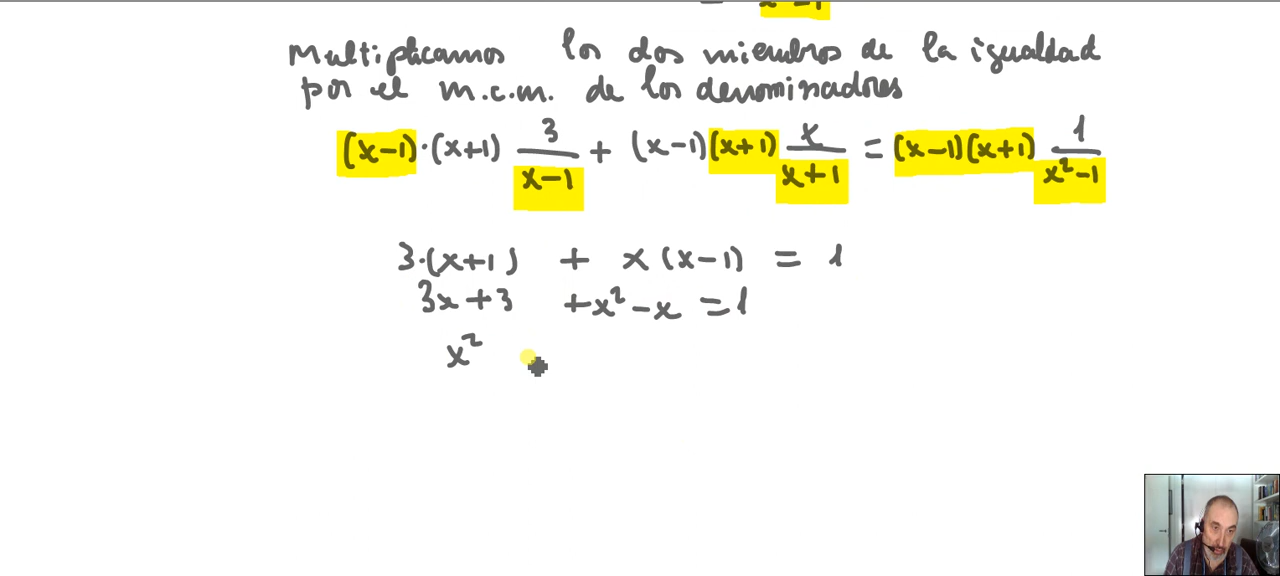 Multiplicamos los dos miembros de la igualdad
por el m.c.m. de los denominadores
(x-1)·(x+1) 3/(x-1) + (x-1)(x+1) x/(x+1) = (x-1)(x+1) 1/(x²-1)
3·(x+1) + x(x-1) = 1
3x+3 +x²-x =1
x²